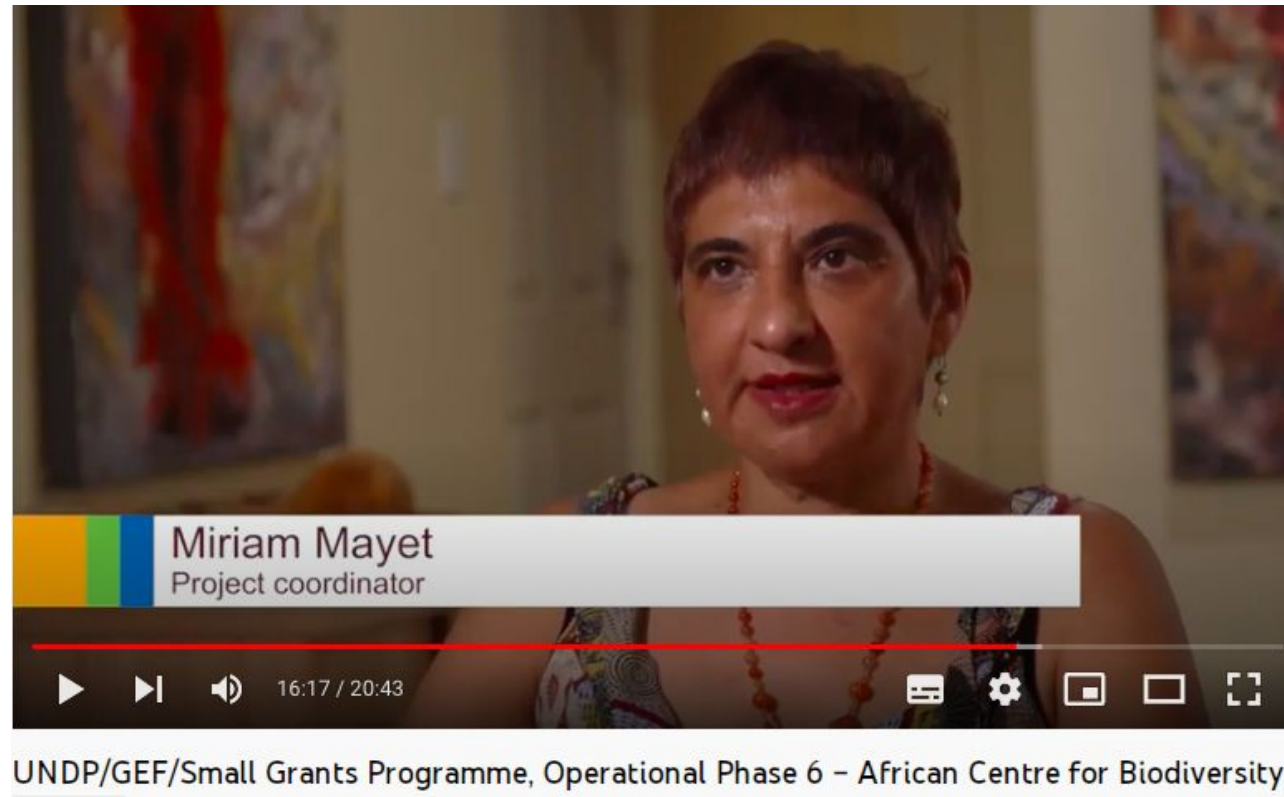 Miriam Mayet
Project coordinator
16:17 / 20:43
UNDP/GEF/Small Grants Programme, Operational Phase 6 – African Centre for Biodiversity